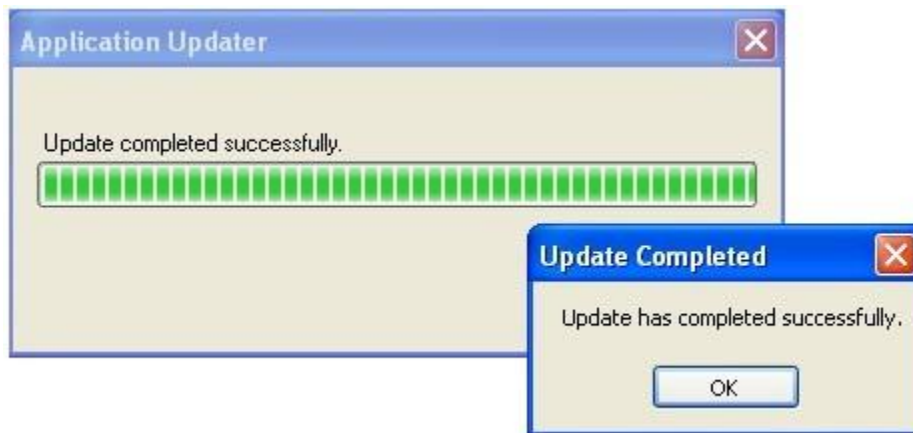 Application Updater
Update completed successfully.
Update Completed
Update has completed successfully.
OK